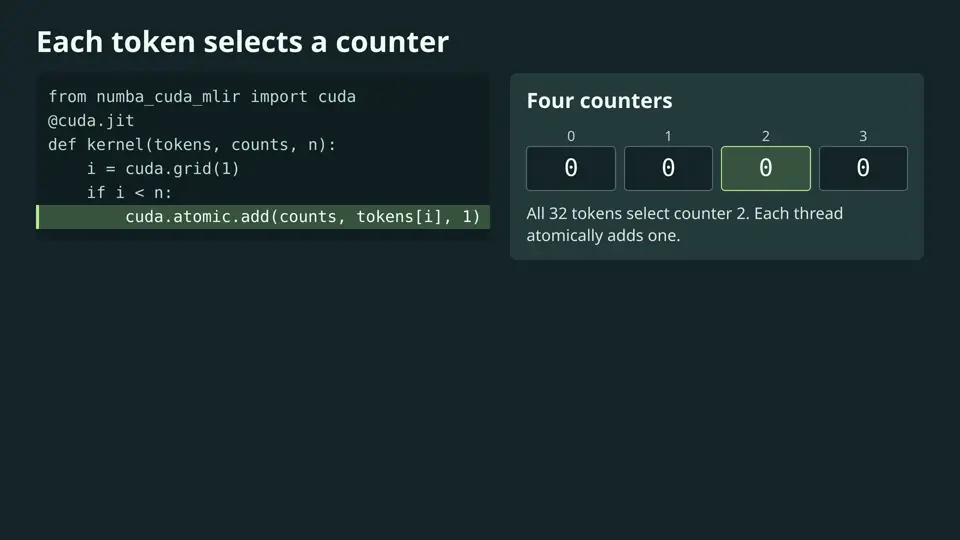 Each token selects a counter
from numba_cuda_mlir import cuda
@cuda.jit
def kernel(tokens, counts, n):
    i = cuda.grid(1)
    if i < n:
        cuda.atomic.add(counts, tokens[i], 1)
Four counters
0 1 2 3
0 0 0 0
All 32 tokens select counter 2. Each thread
atomically adds one.